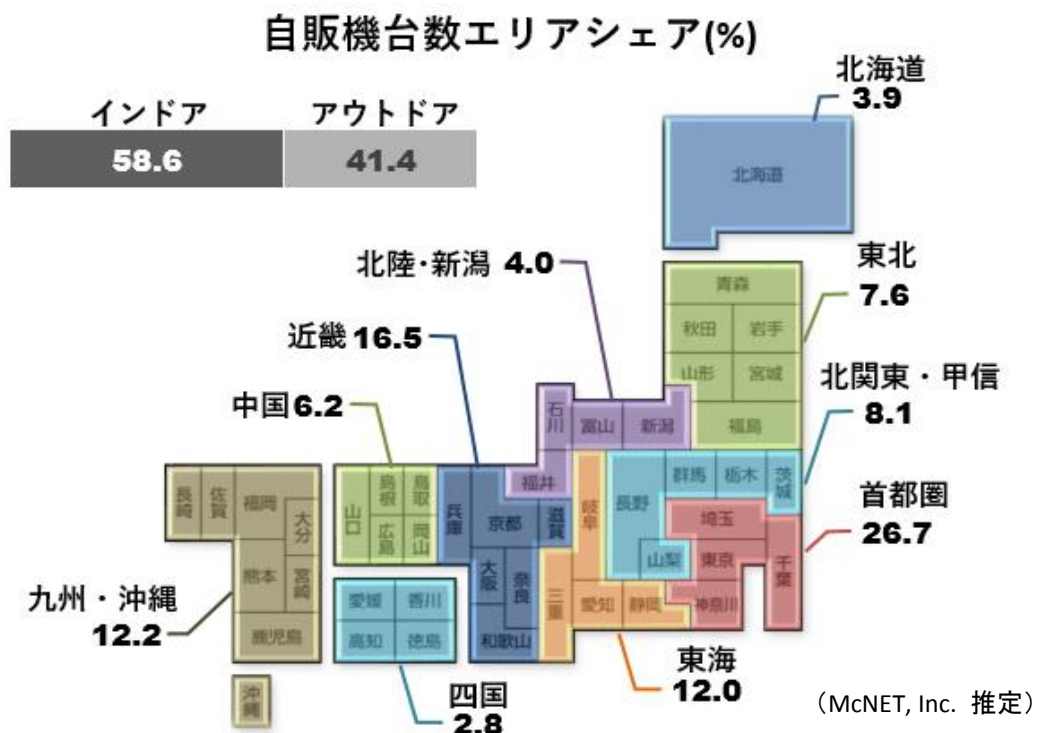 自販機台数エリアシェア(%)
インドア
アウトドア
58.6
41.4
北海道
3.9
北海道
北陸・新潟 4.0
東北
7.6
青森
秋田
岩手
山形
宮城
福島
近畿16.5
北関東・甲信
8.1
中国6.2
石川
富山
新潟
福井
群馬
栃木
茨城
長野
山梨
首都圏
26.7
埼玉
東京
千葉
神奈川
長崎
佐賀
福岡
大分
熊本
宮崎
鹿児島
沖縄
山口
島根
鳥取
広島
岡山
兵庫
京都
滋賀
大阪
奈良
和歌山
岐阜
三重
愛知
静岡
愛媛
香川
高知
徳島
九州・沖縄
12.2
四国
2.8
東海
12.0
（McNET, Inc. 推定）